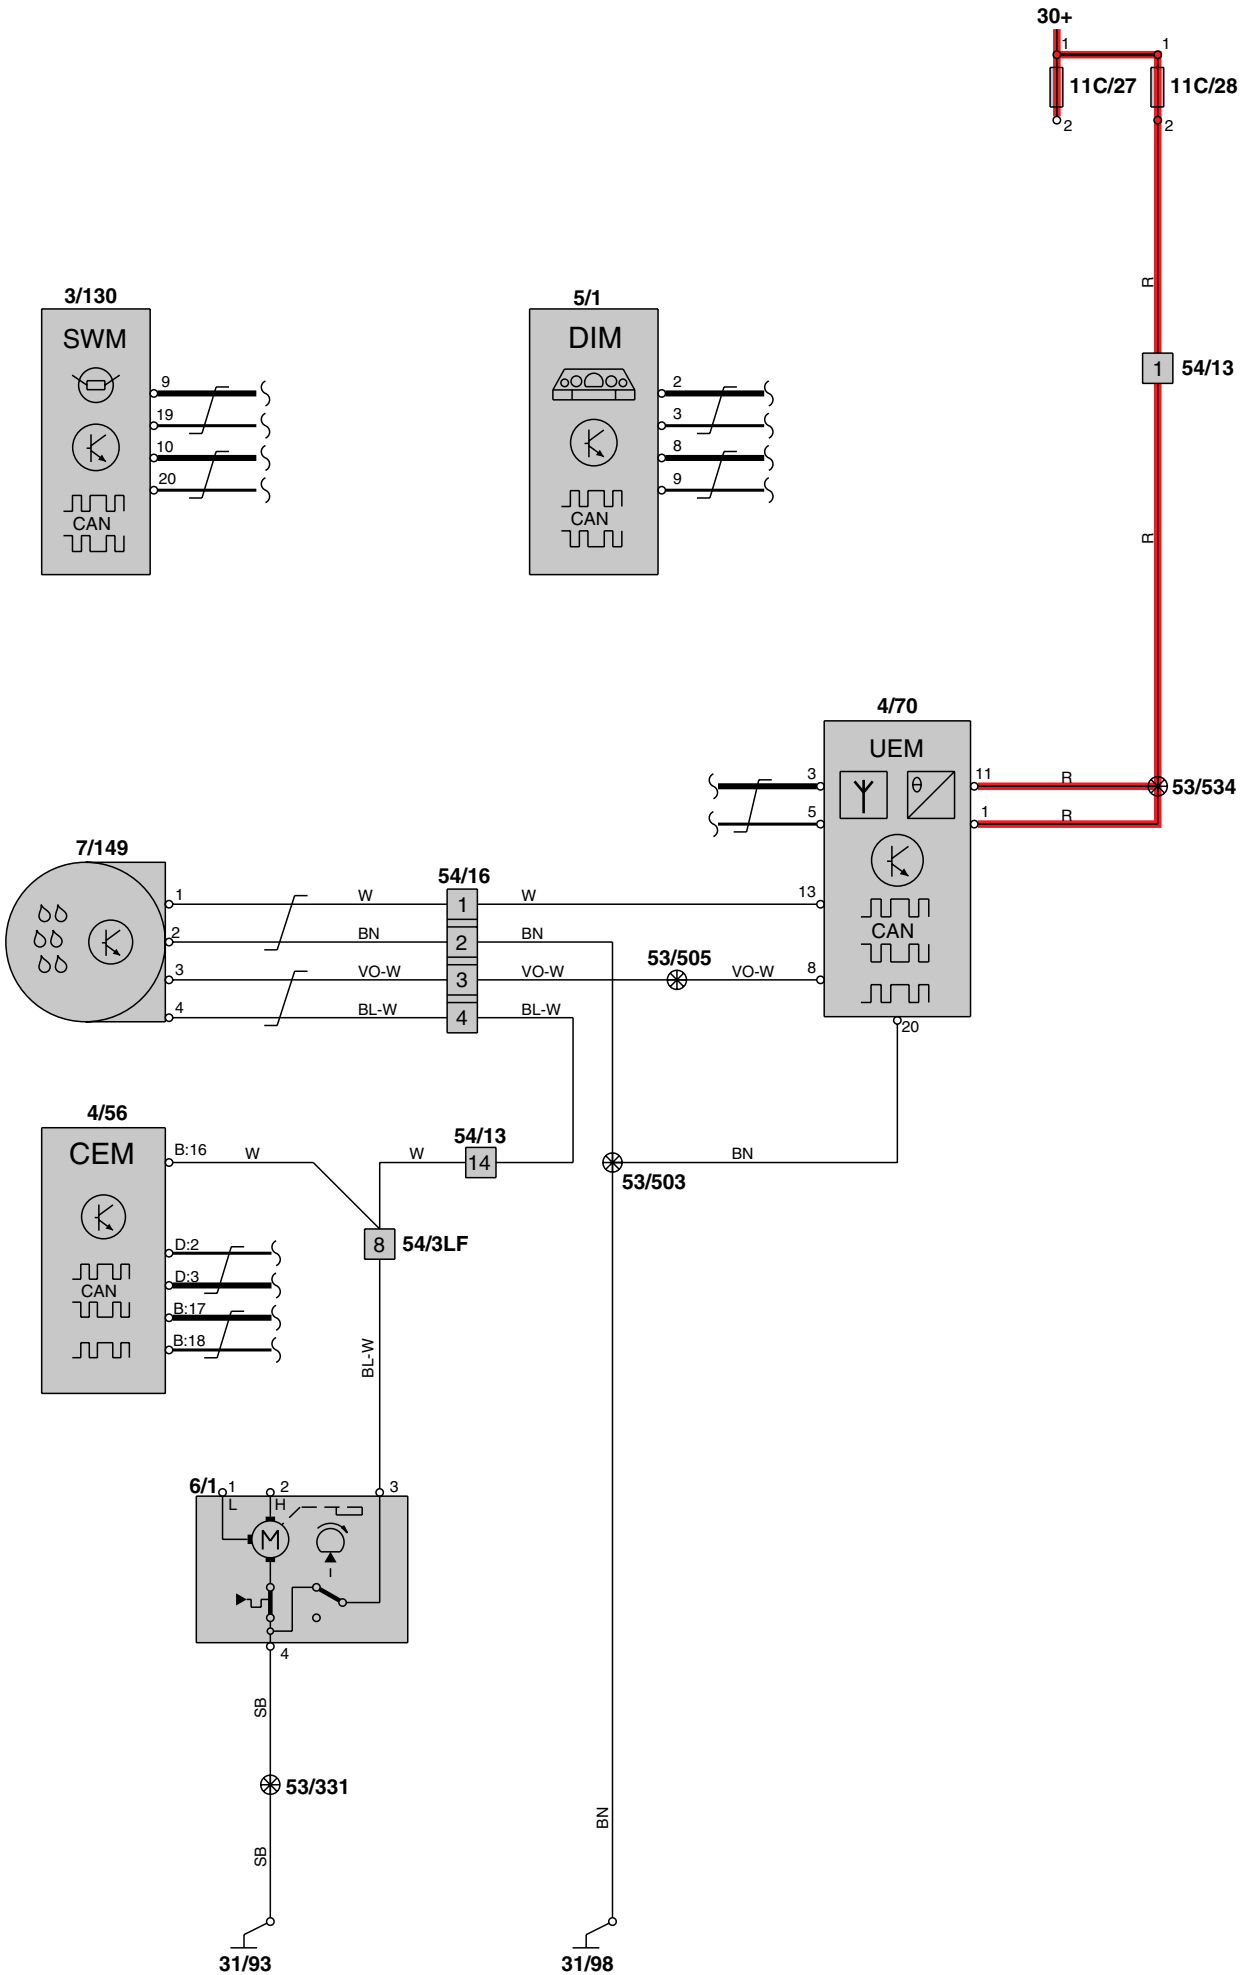 30+
1
1
11C/27
11C/28
2
2
R
3/130
SWM
9
19
10
20
CAN
5/1
DIM
2
3
8
9
CAN
1
54/13
R
4/70
UEM
θ
3
5
11
R
53/534
1
R
13
8
CAN
20
7/149
1
2
3
4
54/16
W
1
W
BN
2
BN
VO-W
3
VO-W
53/505
VO-W
BL-W
4
BL-W
4/56
CEM
B:16
W
D:2
D:3
B:17
B:18
CAN
W
54/13
14
53/503
BN
8
54/3LF
BL-W
6/1
1
L
2
H
3
M
4
SB
53/331
SB
31/93
BN
31/98